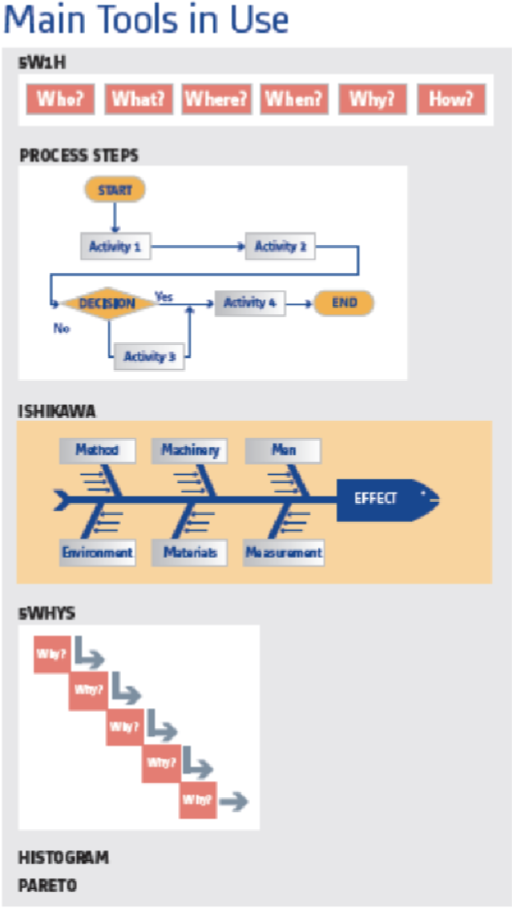 Main Tools in Use
5W1H
Who? What? Where? When? Why? How?
PROCESS STEPS
START
Activity 1 Activity 2
DECISION Yes Activity 4 END
No
Activity 3
ISHIKAWA
Method Machinery Men
EFFECT
Environment Materials Measurement
5WHYS
Why?
Why?
Why?
Why?
Why?
HISTOGRAM
PARETO